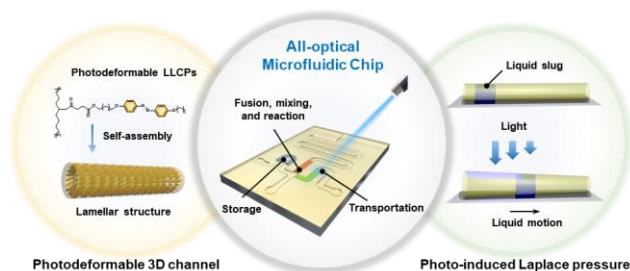 Photodeformable LLCPs
Self-assembly
Lamellar structure
Photodeformable 3D channel
All-optical
Microfluidic Chip
Fusion, mixing,
and reaction
Storage
Transportation
Liquid slug
Light
Liquid motion
Photo-induced Laplace pressure